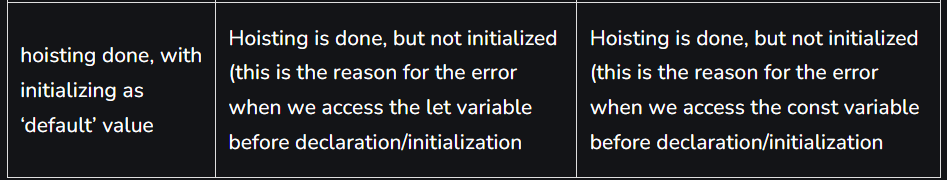 hoisting done, with
initializing as
‘default’ value
Hoisting is done, but not initialized
(this is the reason for the error
when we access the let variable
before declaration/initialization
Hoisting is done, but not initialized
(this is the reason for the error
when we access the const variable
before declaration/initialization